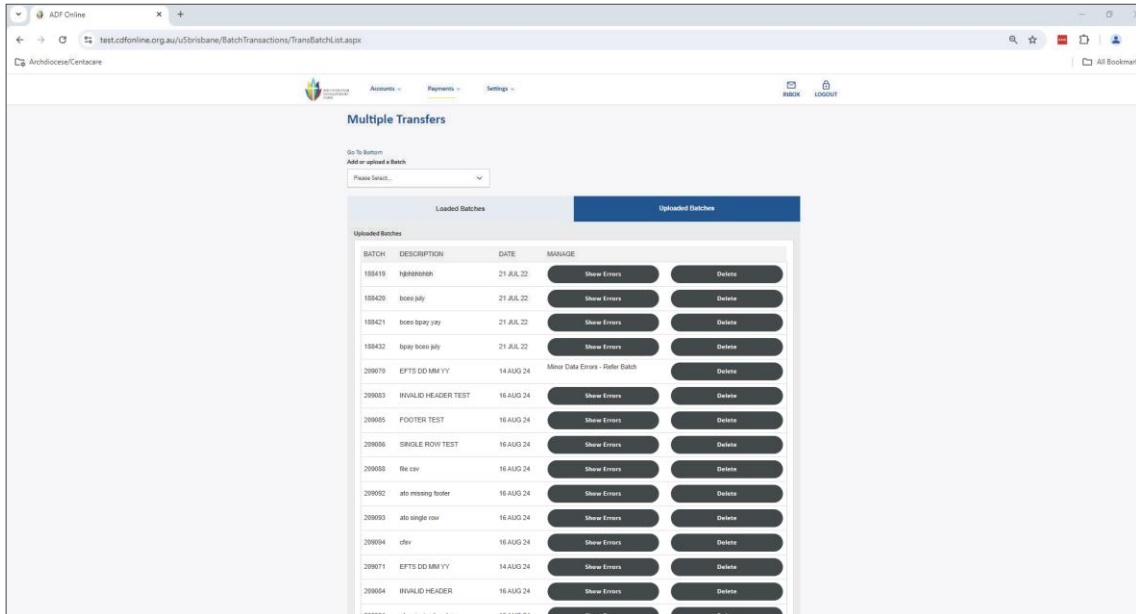 ADF Online
test.cdfonline.org.au/uSbrisbane/BatchTransactions/TransBatchList.aspx
Archdiocese/Centacare
All Bookmar
Accounts
Payments
Settings
INBOX
LOGOUT
Multiple Transfers
Go To Bottom
Add or upload a Batch
Please Select...
Loaded Batches
Uploaded Batches
Uploaded Batches
BATCH DESCRIPTION DATE MANAGE
188419 21 JUL 22 Show Errors Delete
188420 bceo july 21 JUL 22 Show Errors Delete
188421 bceo bpay yay 21 JUL 22 Show Errors Delete
188432 bpay bceo july 21 JUL 22 Show Errors Delete
209070 EFTS DD MM YY 14 AUG 24 Minor Data Errors - Refer Batch Delete
209083 INVALID HEADER TEST 16 AUG 24 Show Errors Delete
209085 FOOTER TEST 16 AUG 24 Show Errors Delete
209086 SINGLE ROW TEST 16 AUG 24 Show Errors Delete
209088 file csv 16 AUG 24 Show Errors Delete
209092 ato missing footer 16 AUG 24 Show Errors Delete
209093 ato single row 16 AUG 24 Show Errors Delete
209094 cfsv 16 AUG 24 Show Errors Delete
209071 EFTS DD MM YY 14 AUG 24 Show Errors Delete
209084 INVALID HEADER 16 AUG 24 Show Errors Delete